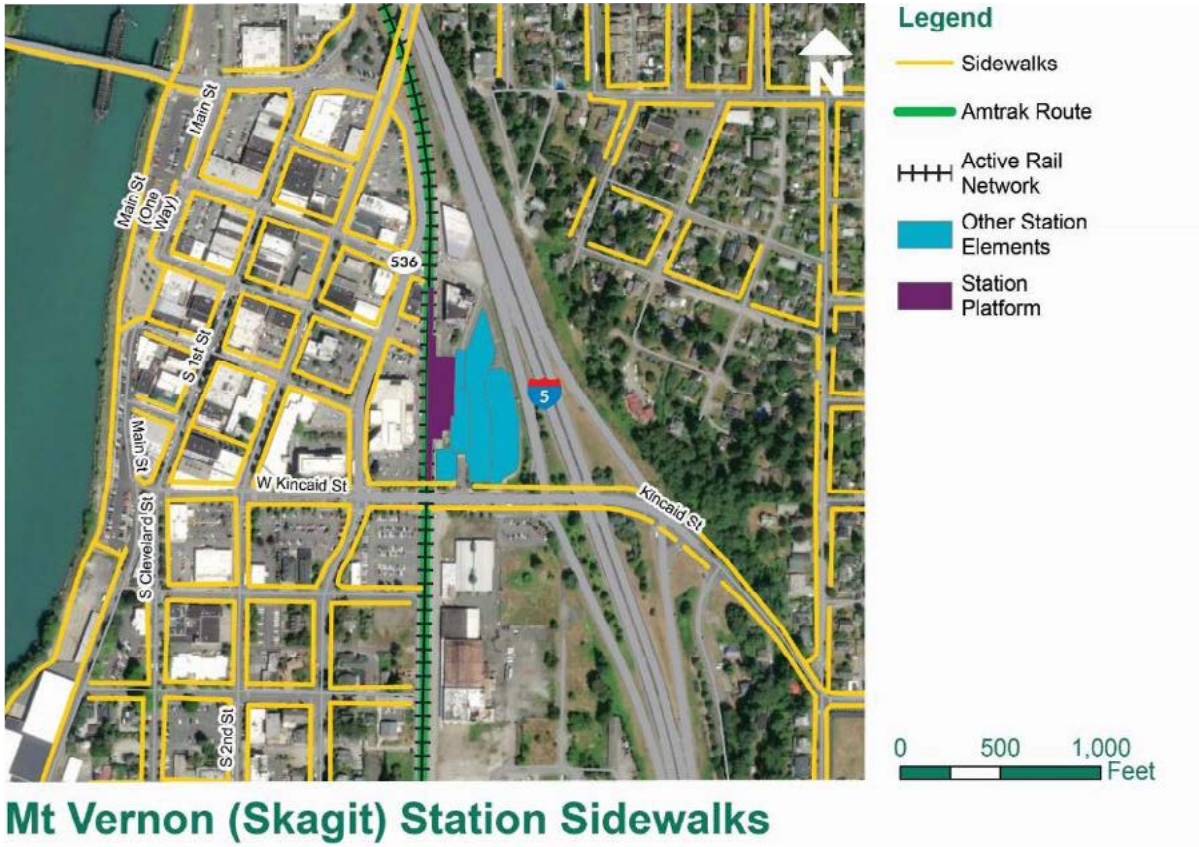 Legend
Sidewalks
Amtrak Route
Active Rail
Network
Other Station
Elements
Station
Platform
N
Main St
Main St
(One
Way)
536
S 1st St
5
Main St
W Kincaid St
Kincaid St
S Cleveland St
S 2nd St
0 500 1,000
Feet
Mt Vernon (Skagit) Station Sidewalks